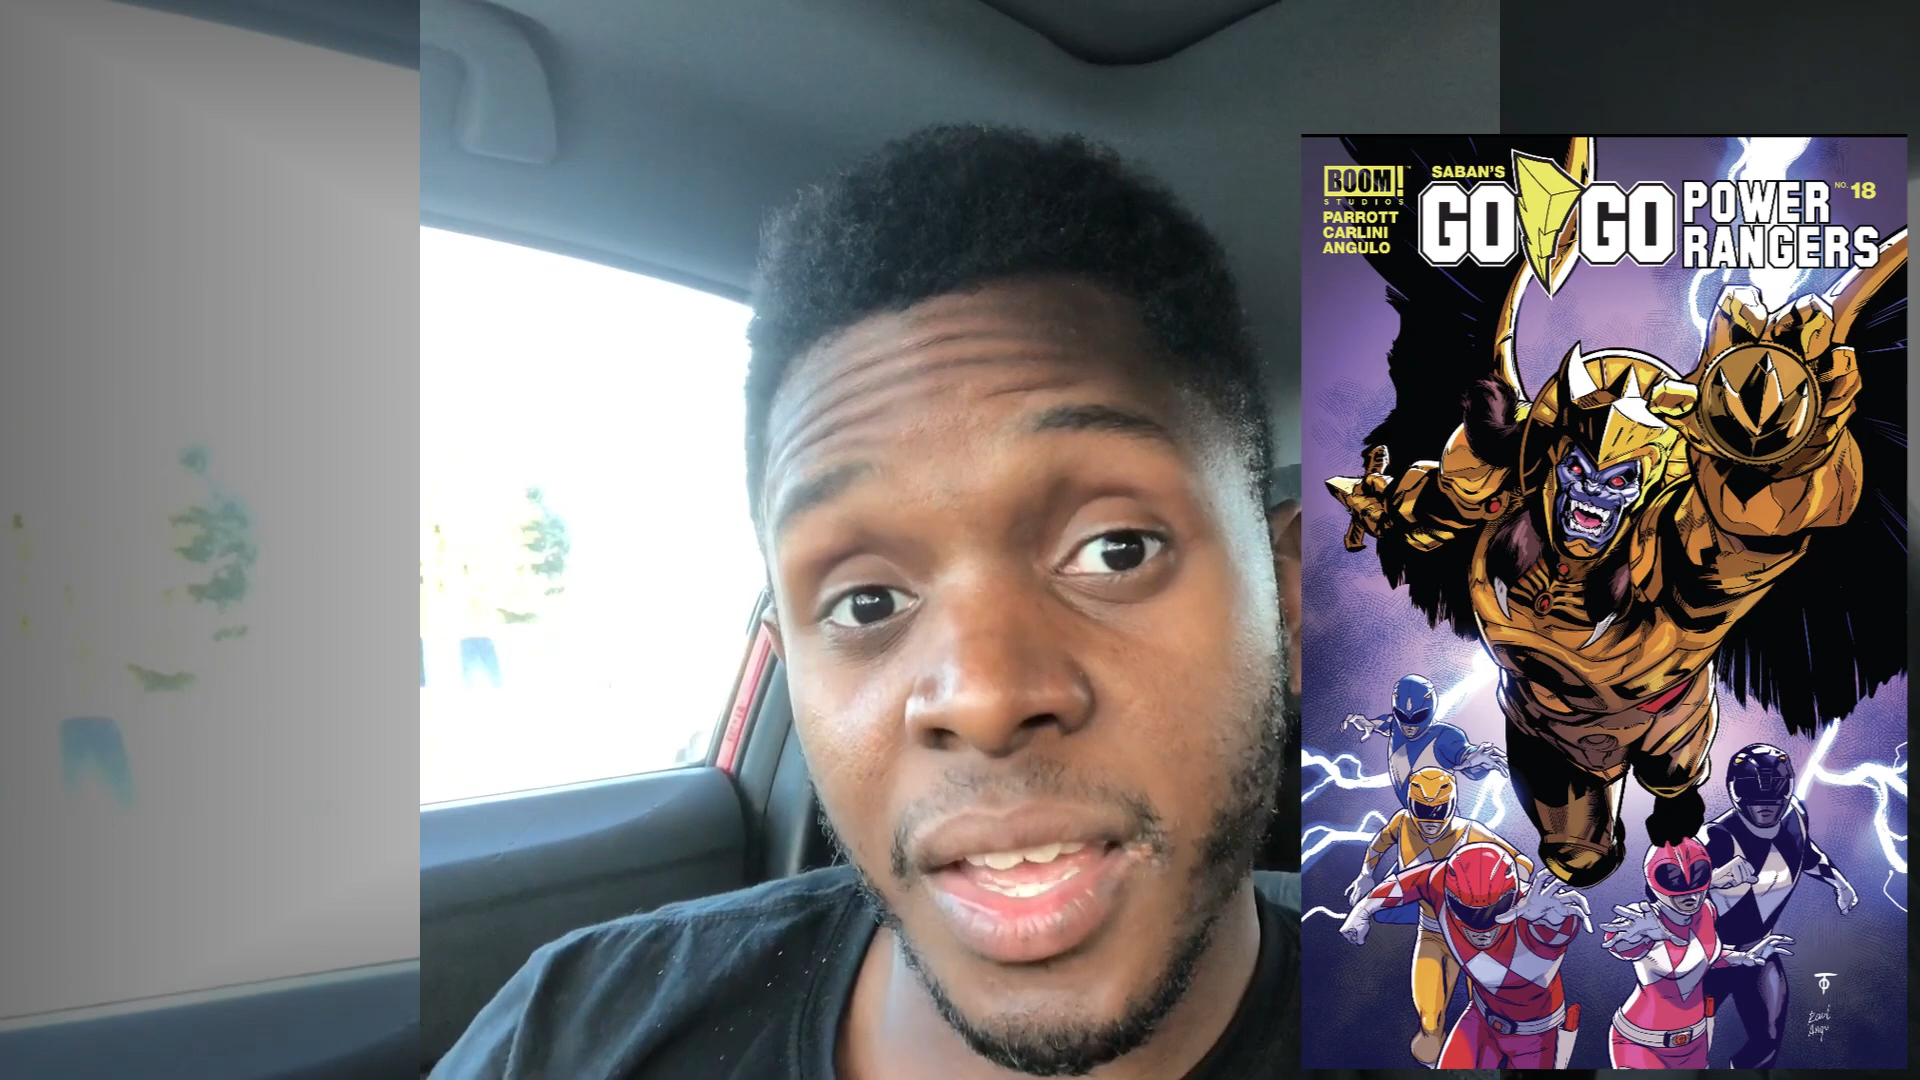 BOOM!
STUDIOS
PARROTT
CARLINI
ANGULO
SABAN'S
GO GO
POWER
RANGERS
NO. 18